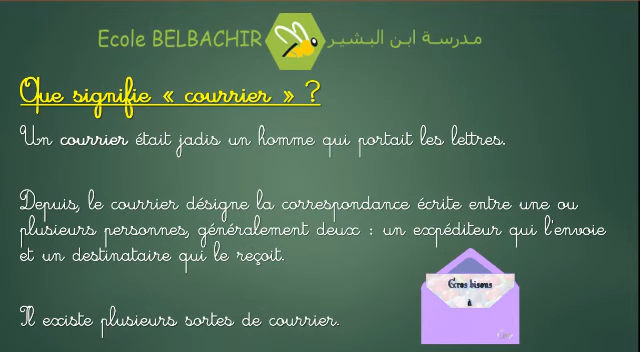 Ecole BELBACHIR مدرسة ابن البشير
Que signifie « courrier » ?
Un courrier était jadis un homme qui portait les lettres.
Depuis, le courrier désigne la correspondance écrite entre une ou
plusieurs personnes, généralement deux : un expéditeur qui l'envoie
et un destinataire qui le reçoit.
Gros bisous
à
Il existe plusieurs sortes de courrier.